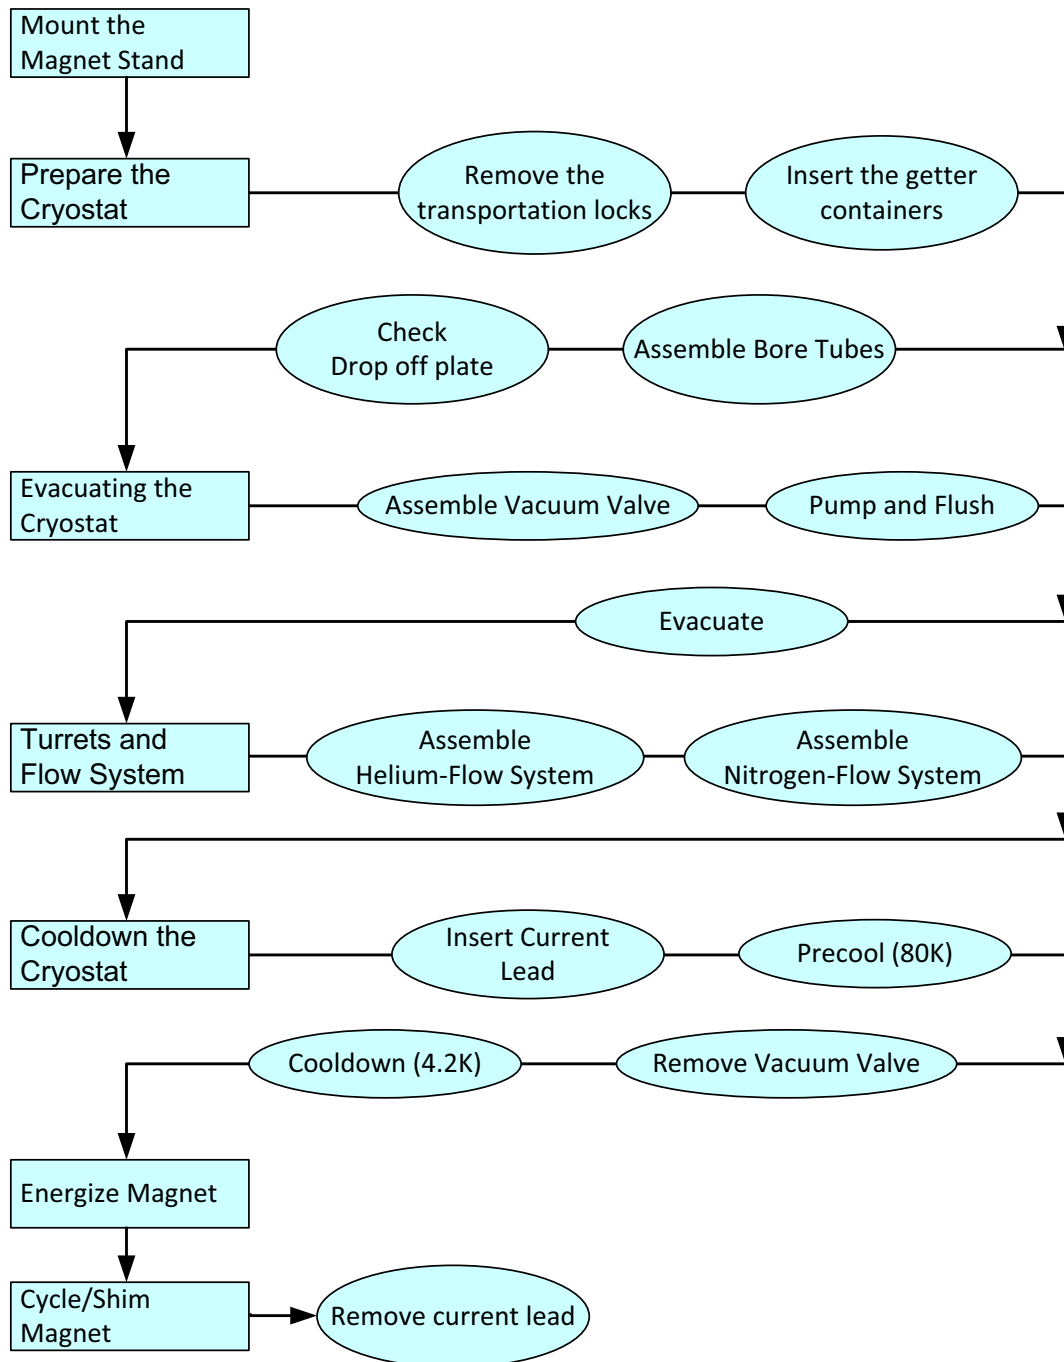 Mount the
Magnet Stand
Prepare the
Cryostat
Remove the
transportation locks
Insert the getter
containers
Check
Drop off plate
Assemble Bore Tubes
Evacuating the
Cryostat
Assemble Vacuum Valve
Pump and Flush
Evacuate
Turrets and
Flow System
Assemble
Helium-Flow System
Assemble
Nitrogen-Flow System
Cooldown the
Cryostat
Insert Current
Lead
Precool (80K)
Cooldown (4.2K)
Remove Vacuum Valve
Energize Magnet
Cycle/Shim
Magnet
Remove current lead